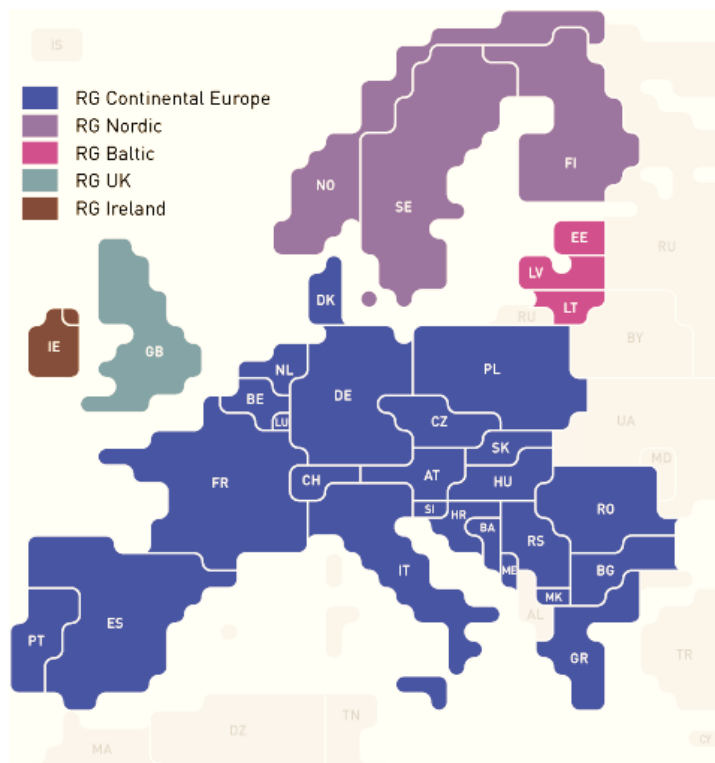 IS
RG Continental Europe
RG Nordic
RG Baltic
RG UK
RG Ireland
NO
SE
FI
RU
EE
LV
LT
DK
RU
BY
IE
GB
NL
DE
PL
BE
LU
CZ
UA
SK
MD
FR
CH
AT
HU
SI
HR
BA
RS
RO
IT
ME
MK
BG
AL
PT
ES
GR
TR
MA
DZ
TN
CY